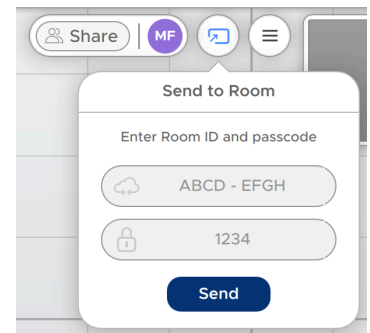 Share MF
Send to Room
Enter Room ID and passcode
ABCD - EFGH
1234
Send